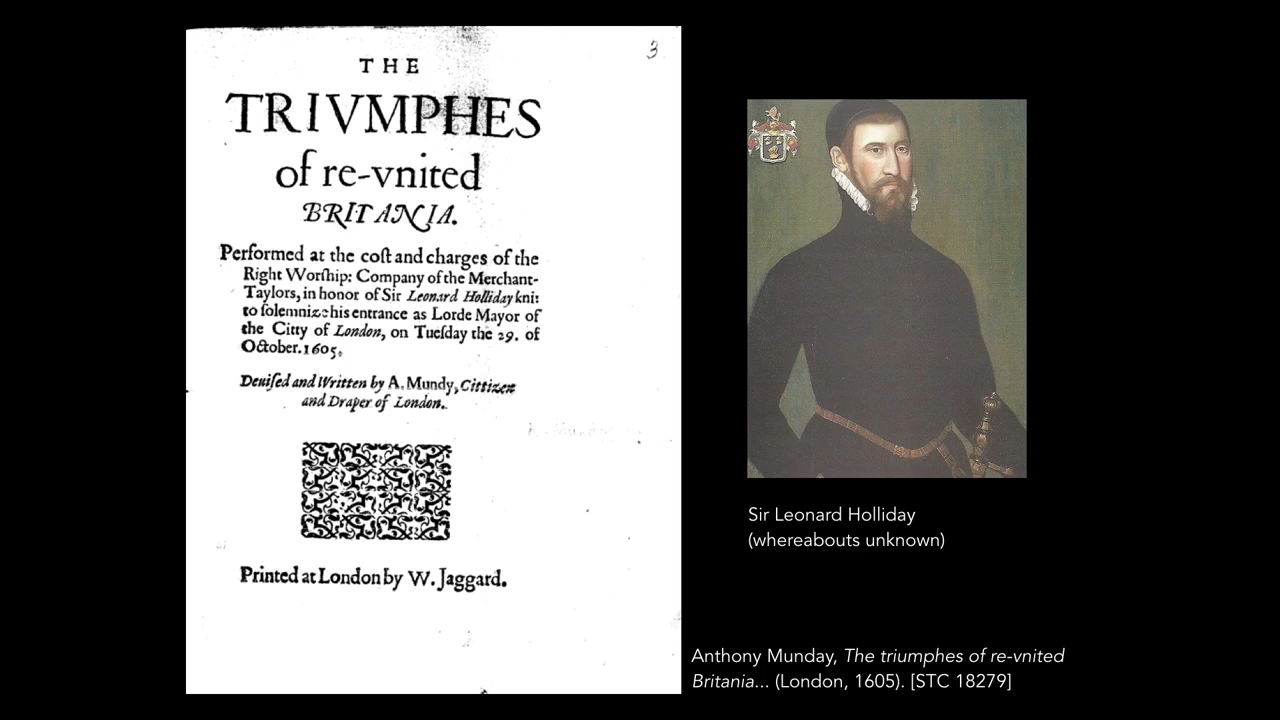 3
THE
TRIVMPHES
of re-vnited
BRITANIA.
Performed at the coſt and charges of the
Right Worſhip: Company of the Merchant-
Taylors, in honor of Sir Leonard Holliday kni:
to ſolemnize his entrance as Lorde Mayor of
the Citty of London, on Tueſday the 29. of
October. 1605.
Deuiſed and Written by A. Mundy, Cittizen
and Draper of London.
Printed at London by W. Jaggard.
Sir Leonard Holliday
(whereabouts unknown)
Anthony Munday, The triumphes of re-vnited
Britania... (London, 1605). [STC 18279]